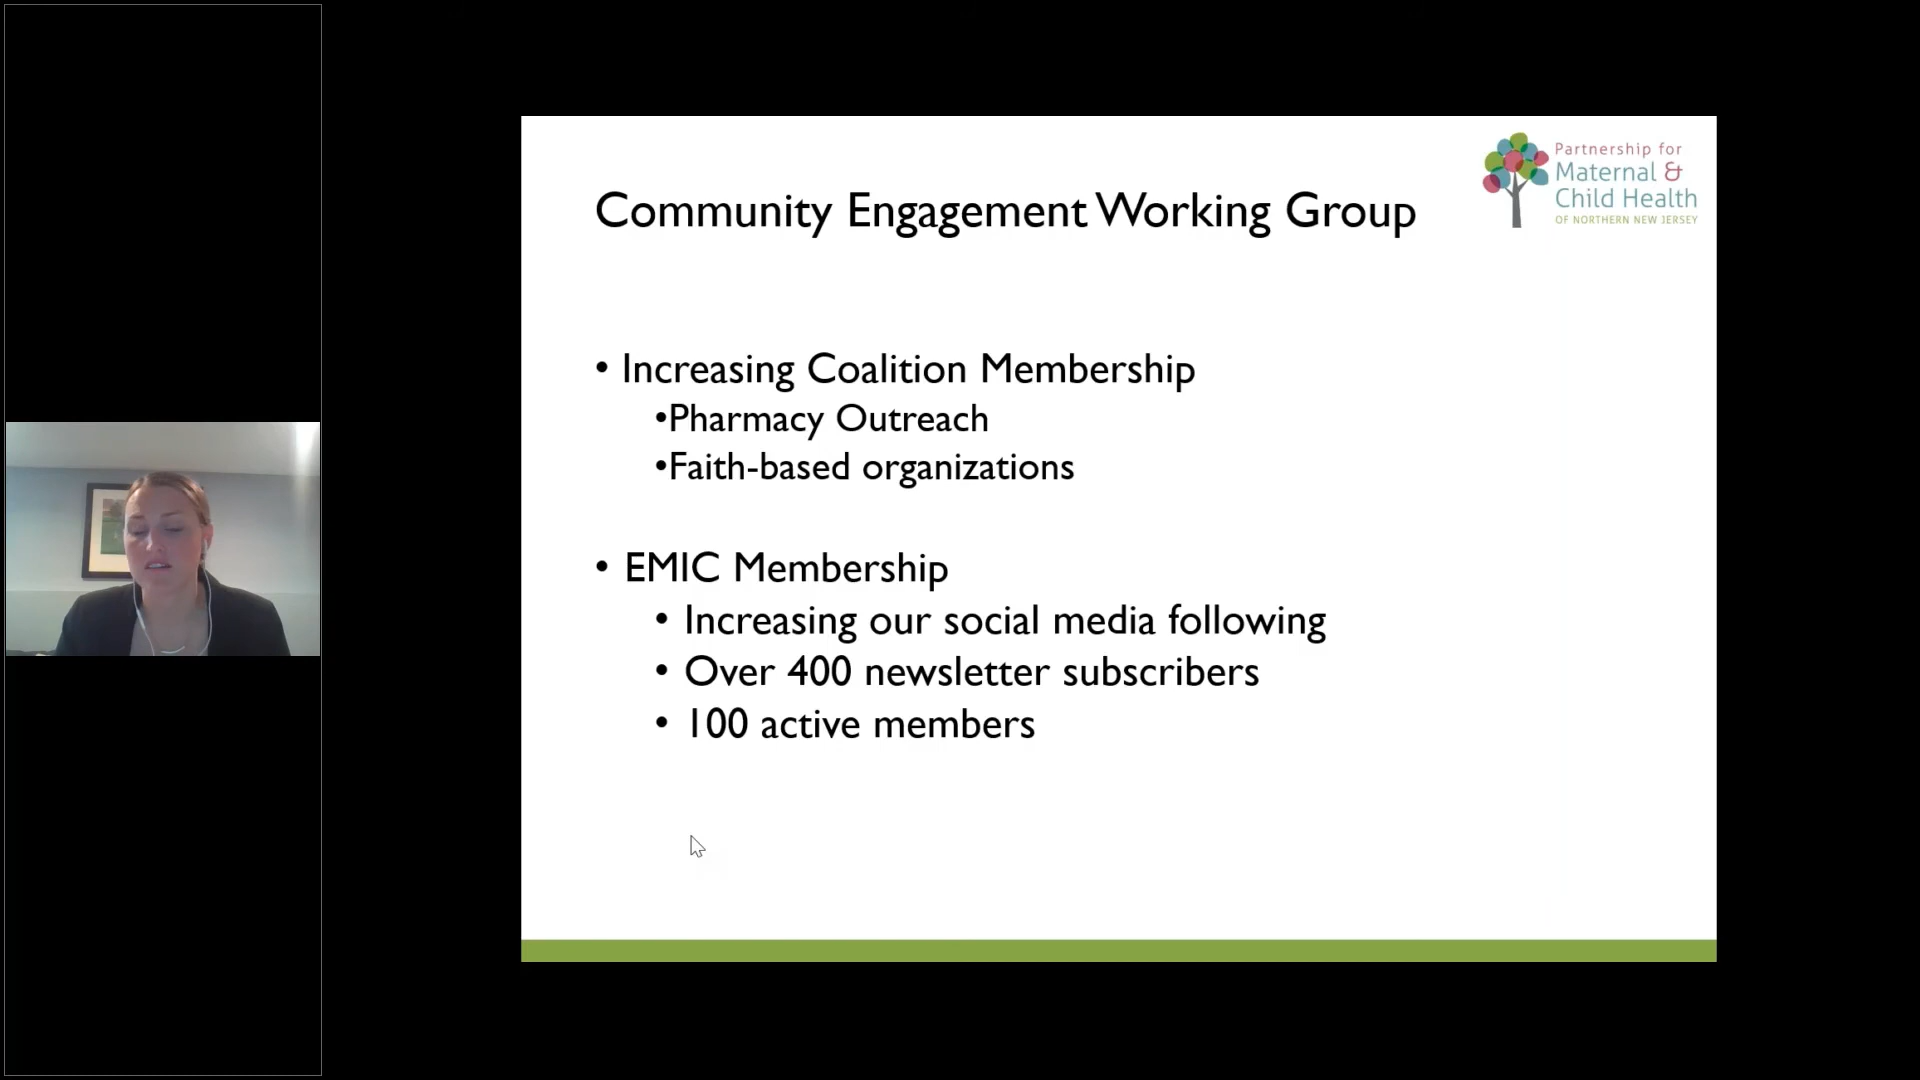 Partnership for
Maternal &
Child Health
OF NORTHERN NEW JERSEY
Community Engagement Working Group
• Increasing Coalition Membership
•Pharmacy Outreach
•Faith-based organizations
• EMIC Membership
• Increasing our social media following
• Over 400 newsletter subscribers
• 100 active members